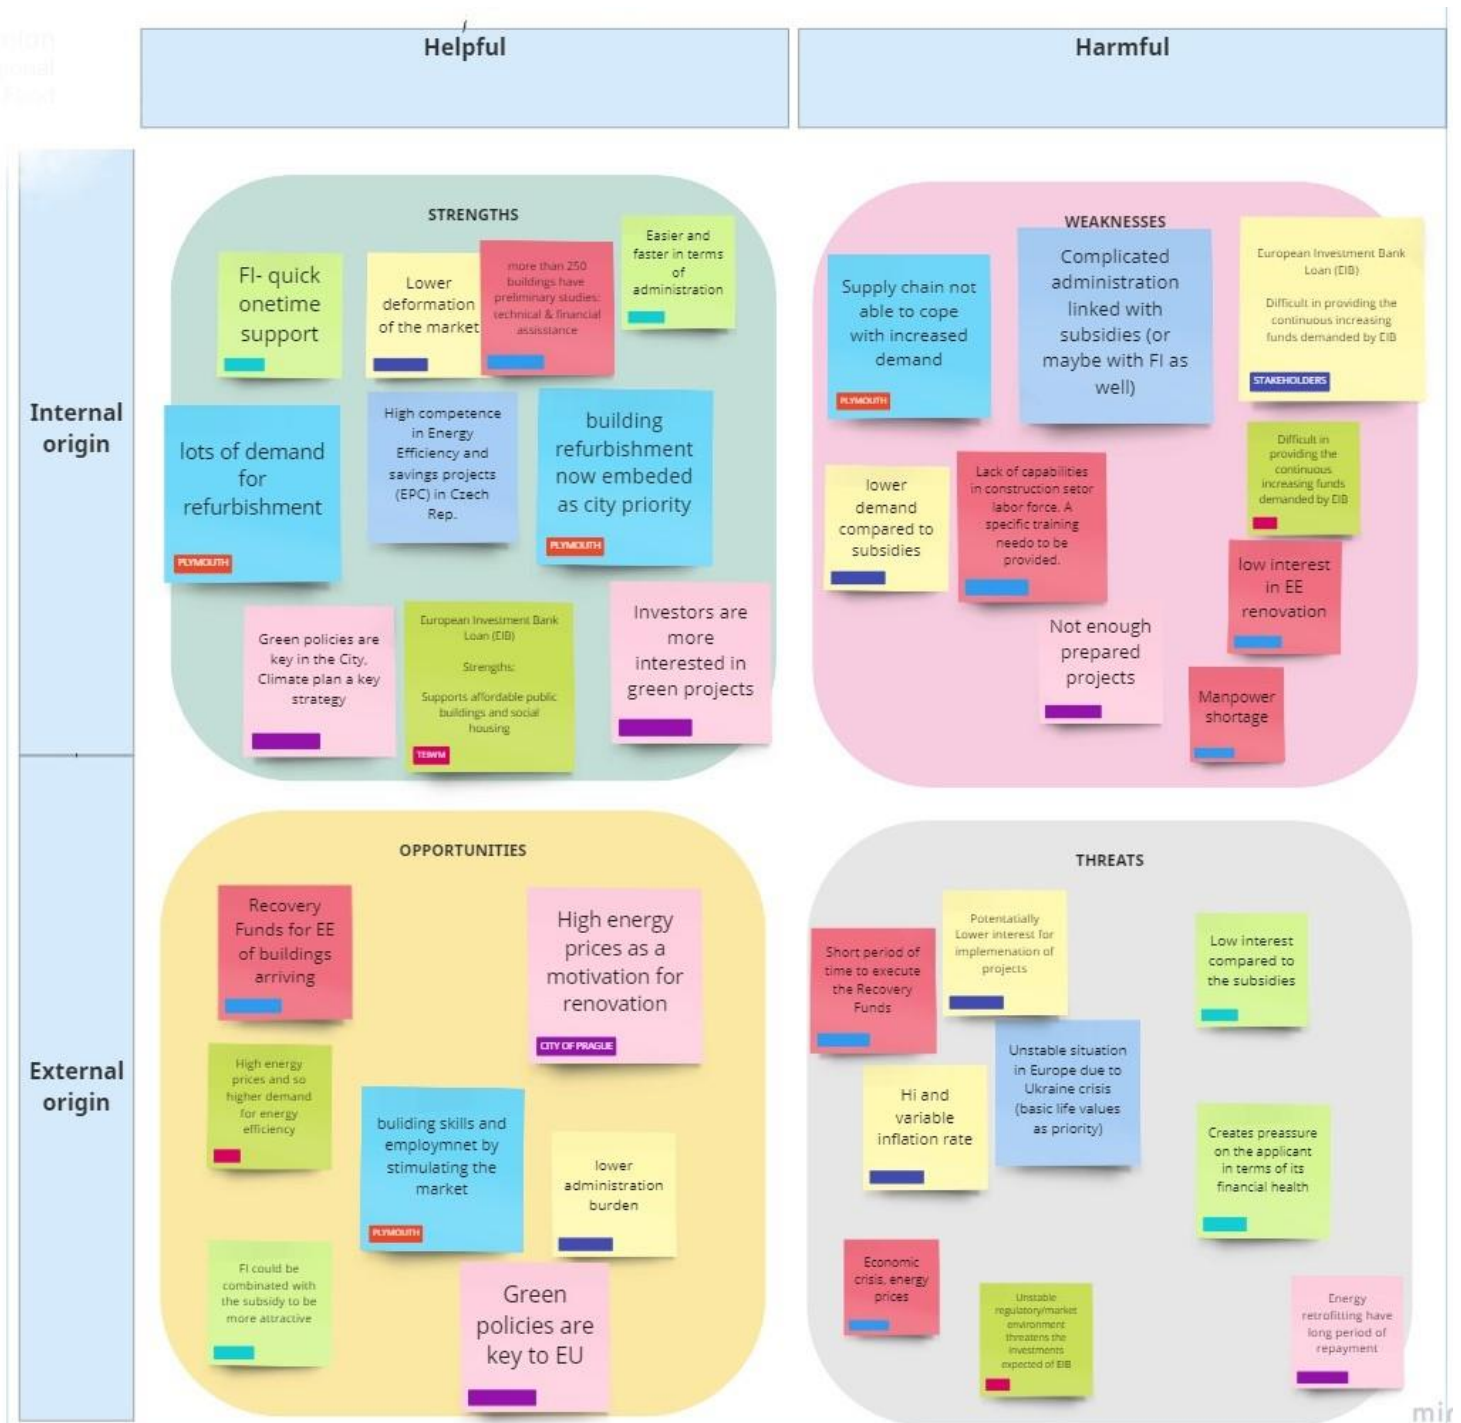 Helpful
Harmful
Internal
origin
STRENGTHS
FI- quick
onetime
support
Lower
deformation
of the market
more than 250
buildings have
preliminary studies:
technical & financial
assisstance
Easier and
faster in terms
of
administration
lots of demand
for
refurbishment
PLYMOUTH
High competence
in Energy
Efficiency and
savings projects
(EPC) in Czech
Rep.
building
refurbishment
now embeded
as city priority
PLYMOUTH
Green policies are
key in the City,
Climate plan a key
strategy
European Investment Bank
Loan (EIB)
Strengths:
Supports affordable public
buildings and social
housing
Investors are
more
interested in
green projects
WEAKNESSES
Supply chain not
able to cope
with increased
demand
PLYMOUTH
Complicated
administration
linked with
subsidies (or
maybe with FI as
well)
European Investment Bank
Loan (EIB)
Difficult in providing the
continuous increasing
funds demanded by EIB
STAKEHOLDERS
lower
demand
compared to
subsidies
Lack of capabilities
in construction setor
labor force. A
specific training
needo to be
provided.
Difficult in
providing the
continuous
increasing funds
demanded by EIB
low interest
in EE
renovation
Not enough
prepared
projects
Manpower
shortage
External
origin
OPPORTUNITIES
Recovery
Funds for EE
of buildings
arriving
High energy
prices as a
motivation for
renovation
CITY OF PRAGUE
High energy
prices and so
higher demand
for energy
efficiency
buliding skills and
employmnet by
stimulating the
market
PLYMOUTH
lower
administration
burden
FI could be
combinated with
the subsidy to be
more attractive
Green
policies are
key to EU
THREATS
Short period of
time to execute
the Recovery
Funds
Potentatially
Lower interest for
implemenation of
projects
Low interest
compared to
the subsidies
Hi and
variable
inflation rate
Unstable situation
in Europe due to
Ukraine crisis
(basic life values
as priority)
Creates preassure
on the applicant
in terms of its
financial health
Economic
crisis, energy
prices
Unstable
regulatory/market
environment
threatens the
investments
expected of EIB
Energy
retrofitting have
long period of
repayment